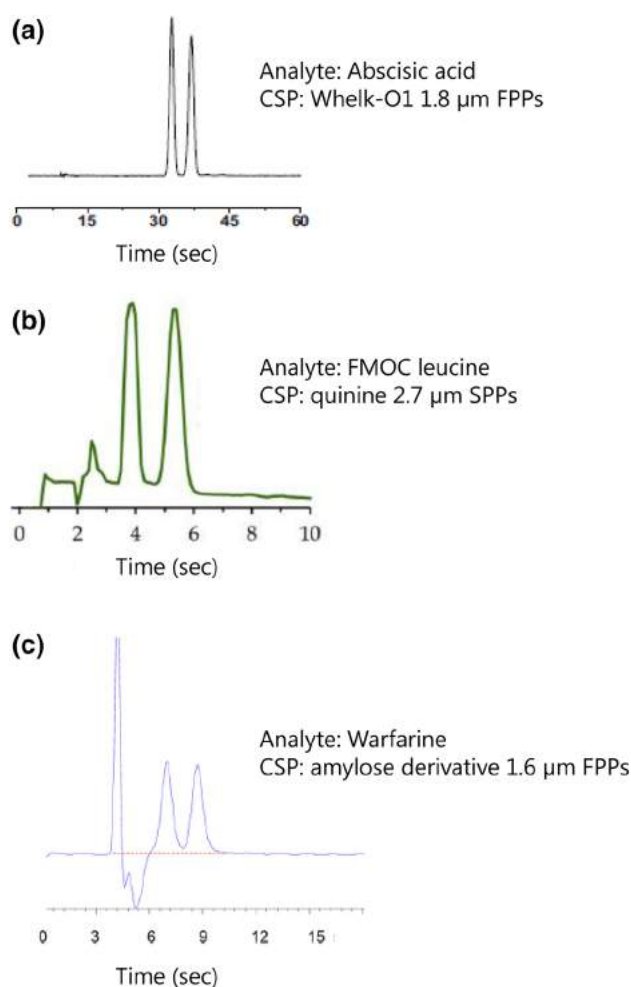 (a)
Analyte: Abscisic acid
CSP: Whelk-O1 1.8 μm FPPs
0 15 30 45 60
Time (sec)
(b)
Analyte: FMOC leucine
CSP: quinine 2.7 μm SPPs
0 2 4 6 8 10
Time (sec)
(c)
Analyte: Warfarine
CSP: amylose derivative 1.6 μm FPPs
0 3 6 9 12 15
Time (sec)